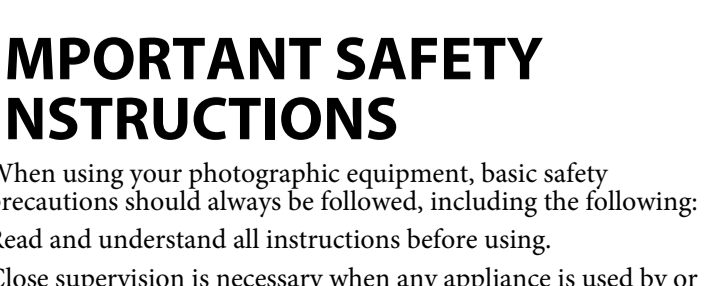 MPORTANT SAFETY
NSTRUCTIONS
When using your photographic equipment, basic safety
precautions should always be followed, including the following:
Read and understand all instructions before using.
Close supervision is necessary when any appliance is used by or